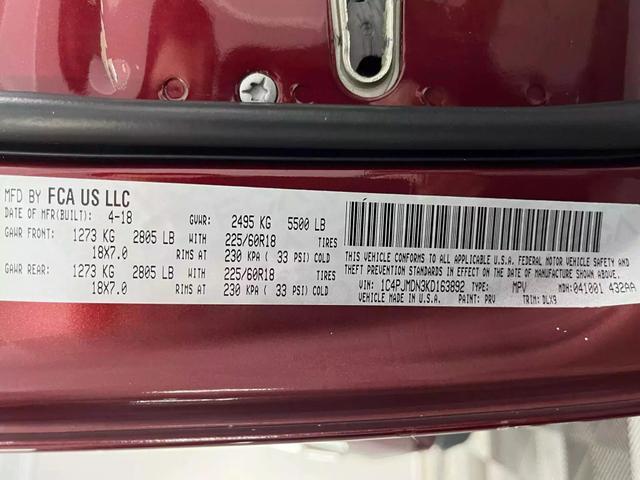 MFD BY FCA US LLC
DATE OF MFR(BUILT): 4-18 GVWR: 2495 KG 5500 LB
GAWR FRONT: 1273 KG 2805 LB WITH 225/60R18 TIRES
18X7.0 RIMS AT 230 KPA ( 33 PSI) COLD
GAWR REAR: 1273 KG 2805 LB WITH 225/60R18 TIRES
18X7.0 RIMS AT 230 KPA ( 33 PSI) COLD
THIS VEHICLE CONFORMS TO ALL APPLICABLE U.S.A. FEDERAL MOTOR VEHICLE SAFETY AND
THEFT PREVENTION STANDARDS IN EFFECT ON THE DATE OF MANUFACTURE SHOWN ABOVE.
VIN: 1C4PJMDN3KD163892 TYPE: MPV MDH: 041001 432AA
VEHICLE MADE IN U.S.A. PAINT: PRV TRIM: DLX9